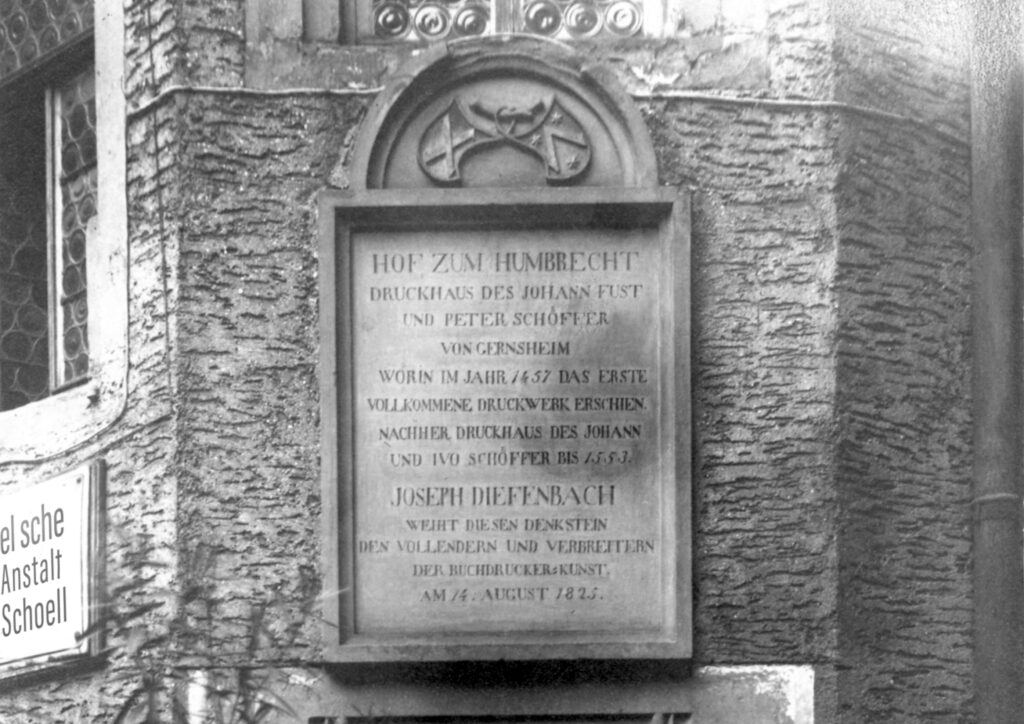 HOF ZUM HUMBRECHT
DRUCKHAUS DES JOHANN FUST
UND PETER SCHÖFFER
VON GERNSHEIM
WORIN IM JAHR 1457 DAS ERSTE
VOLLKOMMENE DRUCKWERK ERSCHIEN.
NACHHER DRUCKHAUS DES JOHANN
UND IVO SCHÖFFER BIS 1553.
JOSEPH DIEFENBACH
WEIHT DIESEN DENKSTEIN
DEN VOLLENDERN UND VERBREITERN
DER BUCHDRUCKER=KUNST.
AM 14. AUGUST 1825.
el sche
Anstalt
Schoell